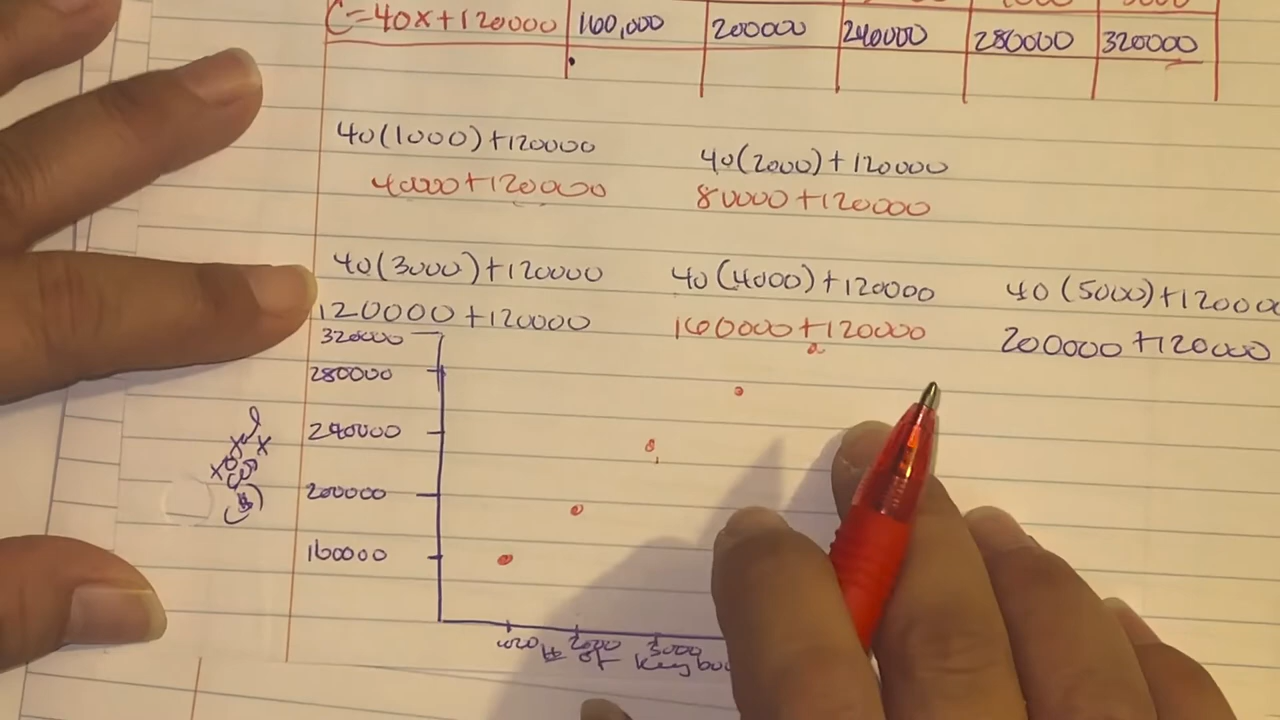 C=40x+120000 160,000 200000 240000 280000 320000
40(1000)+120000 40(2000)+120000
40000+120000 80000+120000
40(3000)+120000 40(4000)+120000 40(5000)+12000
120000+120000 160000+120000 200000+120000
320000
280000
240000
200000
160000
1000 2000 3000
# of